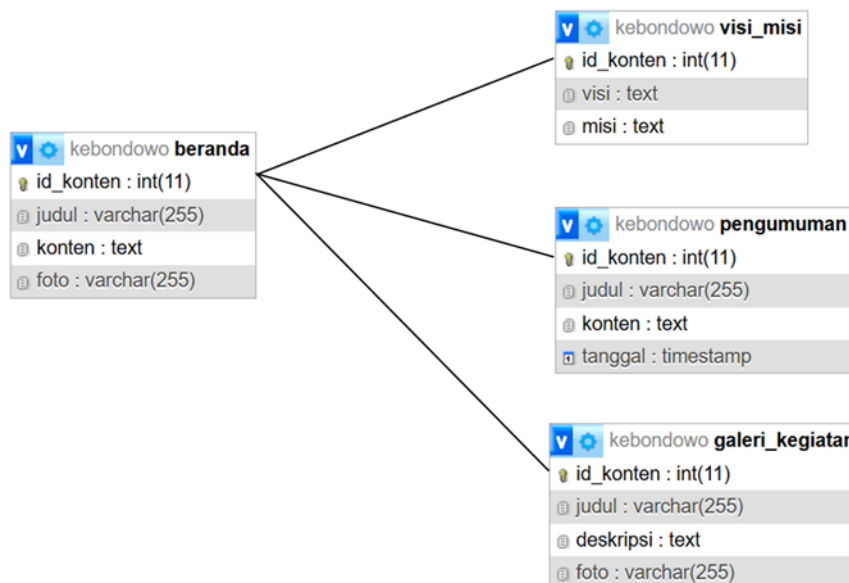 kebondowo beranda
id_konten : int(11)
judul : varchar(255)
konten : text
foto : varchar(255)
V kebondowo visi_misi
id_konten : int(11)
visi : text
misi : text
V kebondowo pengumuman
id_konten : int(11)
judul : varchar(255)
konten : text
tanggal : timestamp
V kebondowo galeri_kegiatan
id_konten : int(11)
judul : varchar(255)
deskripsi : text
foto : varchar(255)